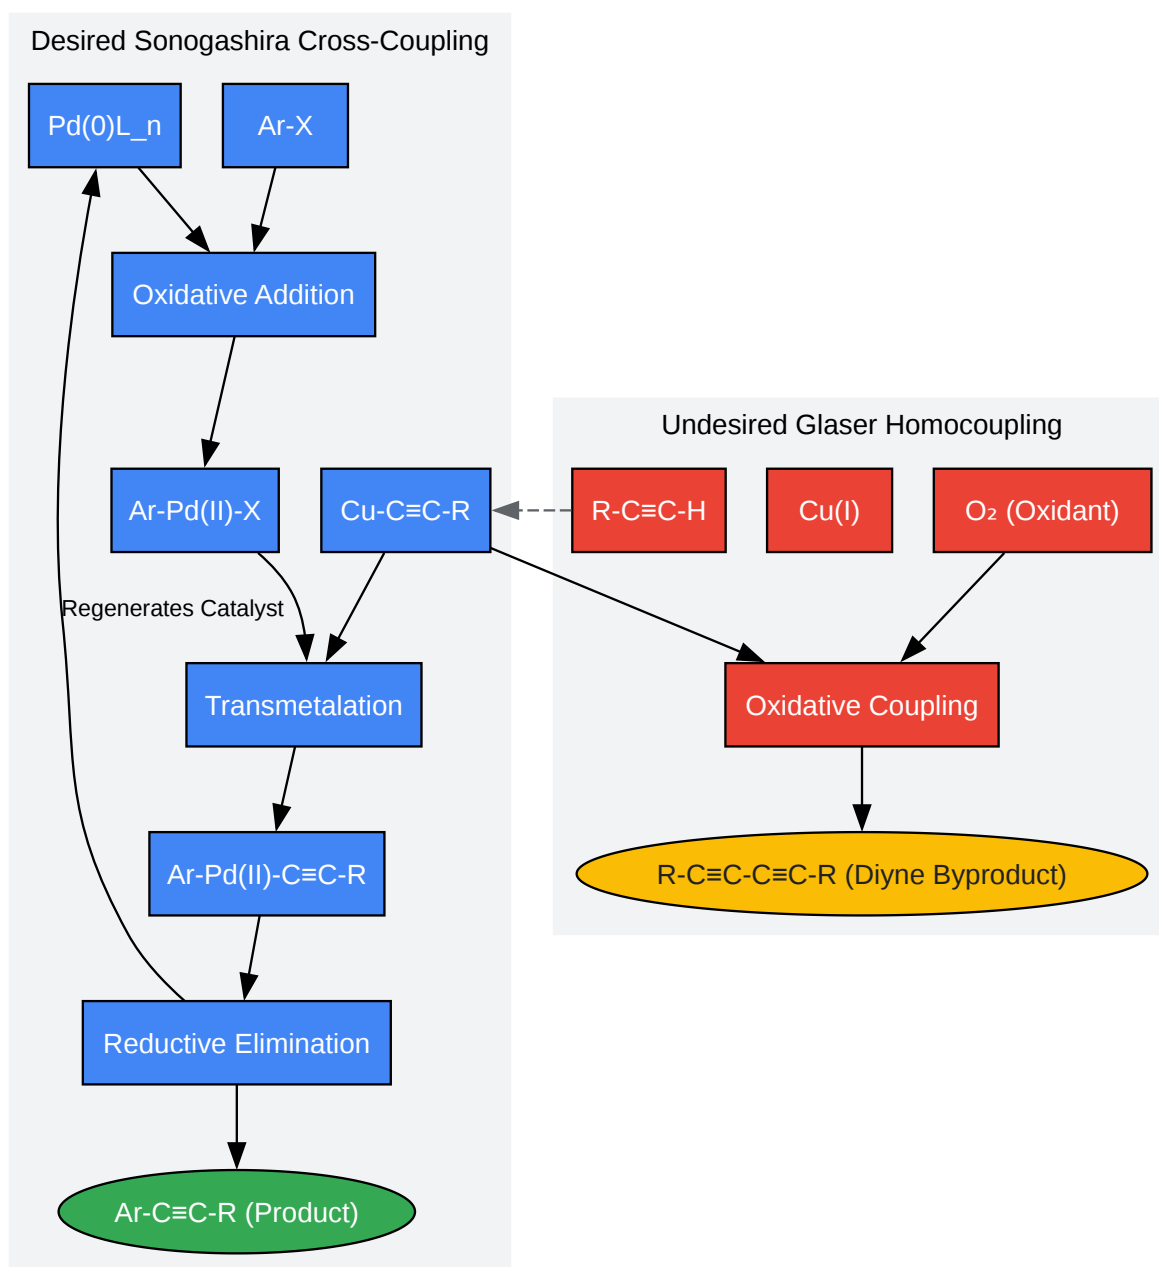 Desired Sonogashira Cross-Coupling
Pd(0)L_n
Ar-X
Oxidative Addition
Ar-Pd(II)-X
Cu-C≡C-R
Regenerates Catalyst
Transmetalation
Ar-Pd(II)-C≡C-R
Reductive Elimination
Ar-C≡C-R (Product)
Undesired Glaser Homocoupling
R-C≡C-H
Cu(I)
O₂ (Oxidant)
Oxidative Coupling
R-C≡C-C≡C-R (Diyne Byproduct)